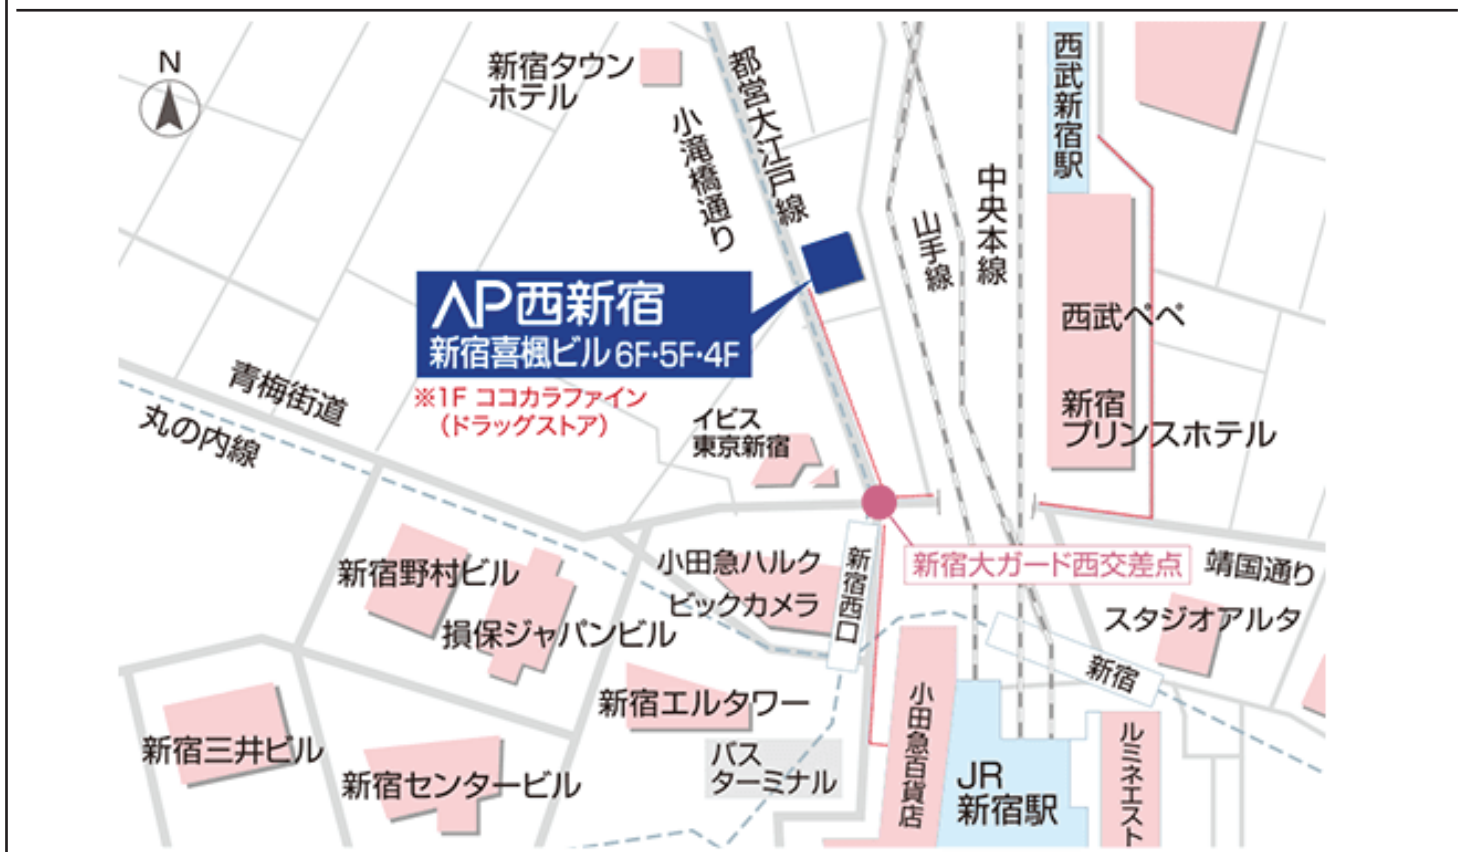 N
新宿タウン
ホテル
都営大江戸線
小滝橋通り
西武新宿駅
中央本線
山手線
AP西新宿
新宿喜楓ビル6F・5F・4F
※1F ココカラファイン
(ドラッグストア)
西武ペペ
新宿
プリンスホテル
青梅街道
丸の内線
イビス
東京新宿
新宿大ガード西交差点
靖国通り
新宿野村ビル
損保ジャパンビル
小田急ハルク
ビックカメラ
新宿西口
スタジオアルタ
新宿
新宿エルタワー
新宿三井ビル
新宿センタービル
バス
ターミナル
小田急百貨店
JR
新宿駅
ルミネエスト